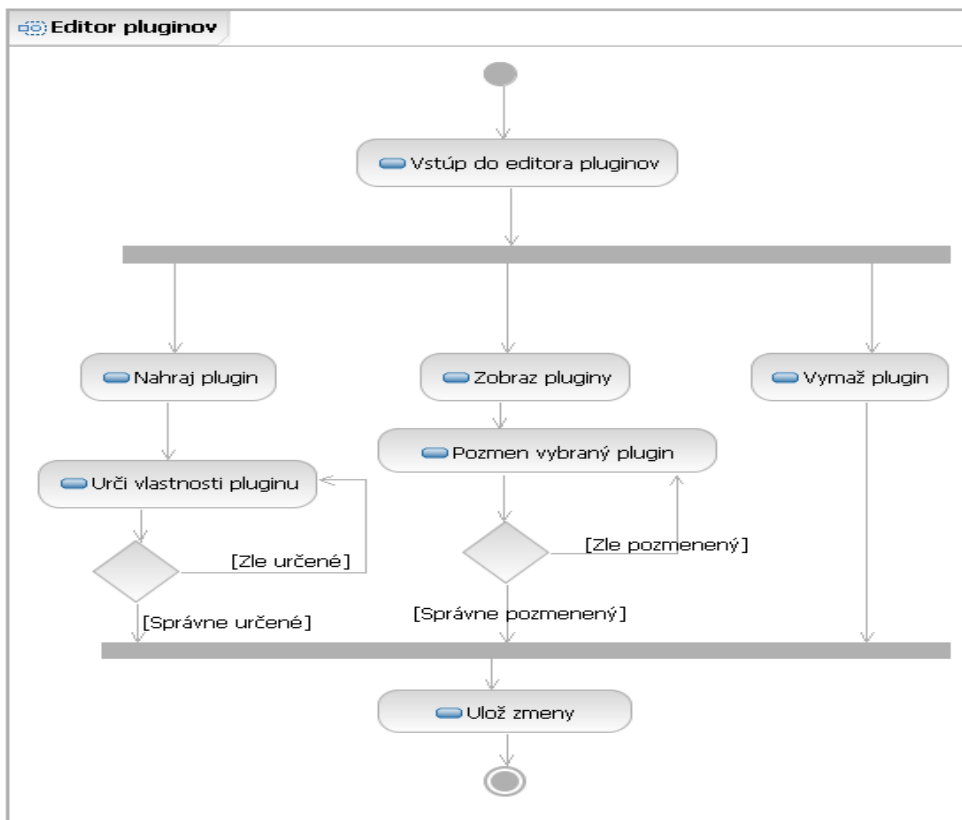 Editor pluginov
Vstúp do editora pluginov
Nahraj plugin
Zobraz pluginy
Vymaž plugin
Pozmen vybraný plugin
Urči vlastnosti pluginu
[Zle určené]
[Zle pozmenený]
[Správne určené]
[Správne pozmenený]
Ulož zmeny